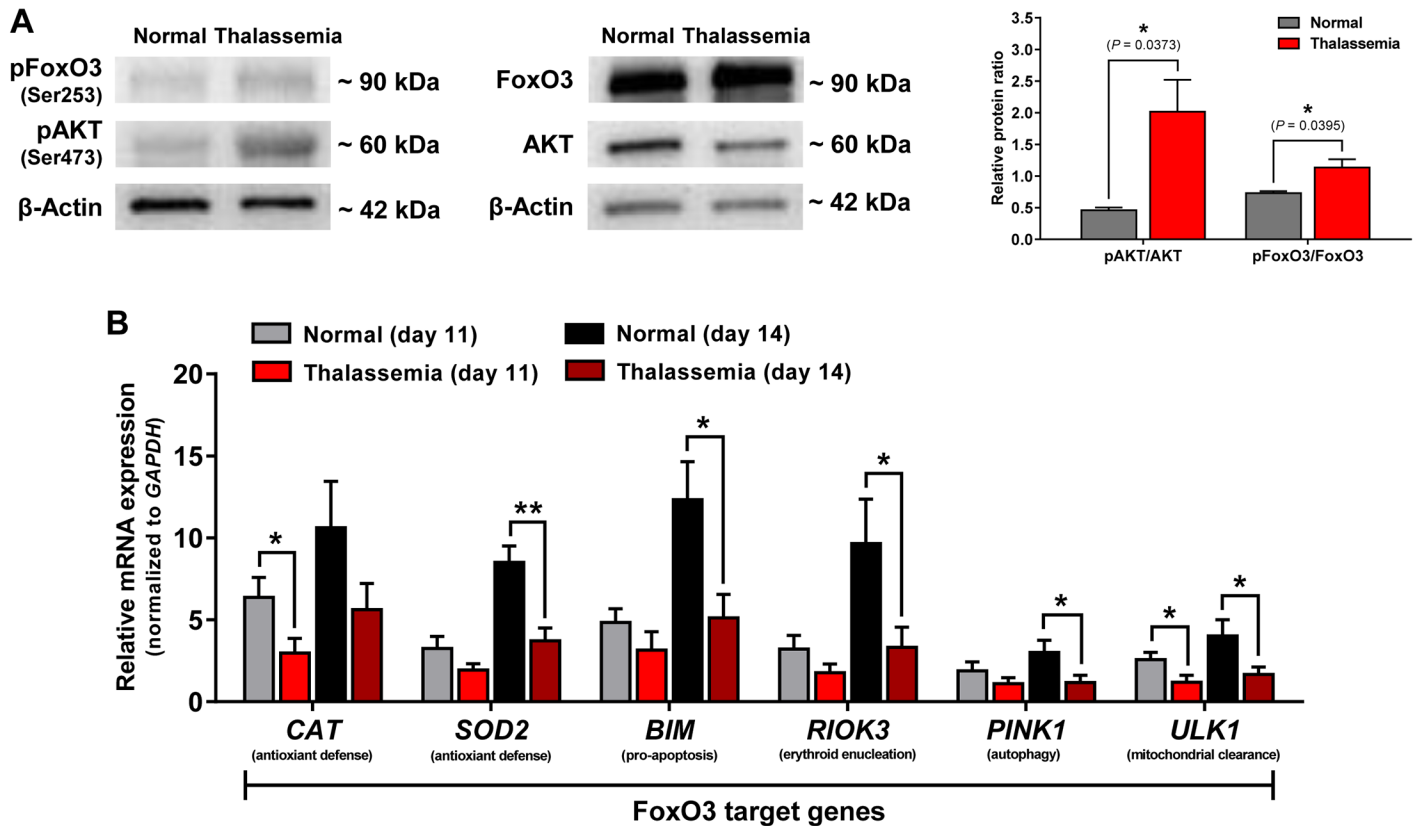 A
Normal Thalassemia
pFoxO3
(Ser253)
~ 90 kDa
pAKT
(Ser473)
~ 60 kDa
β-Actin
~ 42 kDa
Normal Thalassemia
FoxO3
~ 90 kDa
AKT
~ 60 kDa
β-Actin
~ 42 kDa
Relative protein ratio
3.5
3.0
2.5
2.0
1.5
1.0
0.5
0.0
*
(P = 0.0373)
*
(P = 0.0395)
Normal
Thalassemia
pAKT/AKT
pFoxO3/FoxO3
B
Normal (day 11)
Normal (day 14)
Thalassemia (day 11)
Thalassemia (day 14)
Relative mRNA expression
(normalized to GAPDH)
20
15
10
5
0
*
**
*
*
*
*
*
CAT
(antioxiant defense)
SOD2
(antioxiant defense)
BIM
(pro-apoptosis)
RIOK3
(erythroid enucleation)
PINK1
(autophagy)
ULK1
(mitochondrial clearance)
FoxO3 target genes